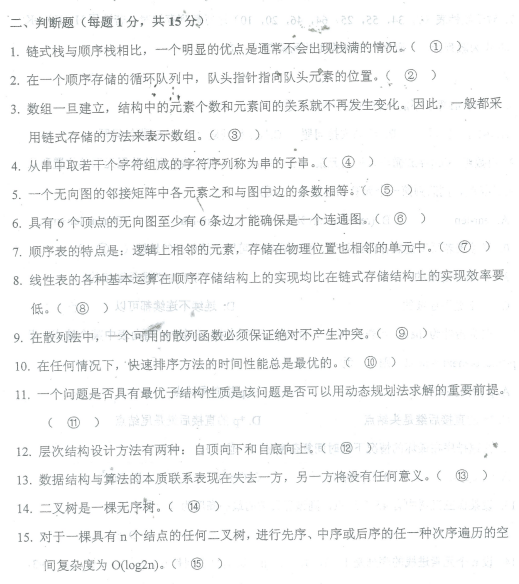 二、判断题（每题 1 分，共 15 分）
1. 链式栈与顺序栈相比，一个明显的优点是通常不会出现栈满的情况。（ ① ）
2. 在一个顺序存储的循环队列中，队头指针指向队头元素的位置。（ ② ）
3. 数组一旦建立，结构中的元素个数和元素间的关系就不再发生变化。因此，一般都采
用链式存储的方法来表示数组。（ ③ ）
4. 从串中取若干个字符组成的字符序列称为串的子串。（ ④ ）
5. 一个无向图的邻接矩阵中各元素之和与图中边的条数相等。（ ⑤ ）
6. 具有 6 个顶点的无向图至少有 6 条边才能确保是一个连通图。（ ⑥ ）
7. 顺序表的特点是：逻辑上相邻的元素，存储在物理位置也相邻的单元中。（ ⑦ ）
8. 线性表的各种基本运算在顺序存储结构上的实现均比在链式存储结构上的实现效率要
低。（ ⑧ ）
9. 在散列法中，一个可用的散列函数必须保证绝对不产生冲突。（ ⑨ ）
10. 在任何情况下，快速排序方法的时间性能总是最优的。（ ⑩ ）
11. 一个问题是否具有最优子结构性质是该问题是否可以用动态规划法求解的重要前提。
（ ⑪ ）
12. 层次结构设计方法有两种：自顶向下和自底向上。（ ⑫ ）
13. 数据结构与算法的本质联系表现在失去一方，另一方将没有任何意义。（ ⑬ ）
14. 二叉树是一棵无序树。（ ⑭ ）
15. 对于一棵具有 n 个结点的任何二叉树，进行先序、中序或后序的任一种次序遍历的空
间复杂度为 O(log2n)。（ ⑮ ）